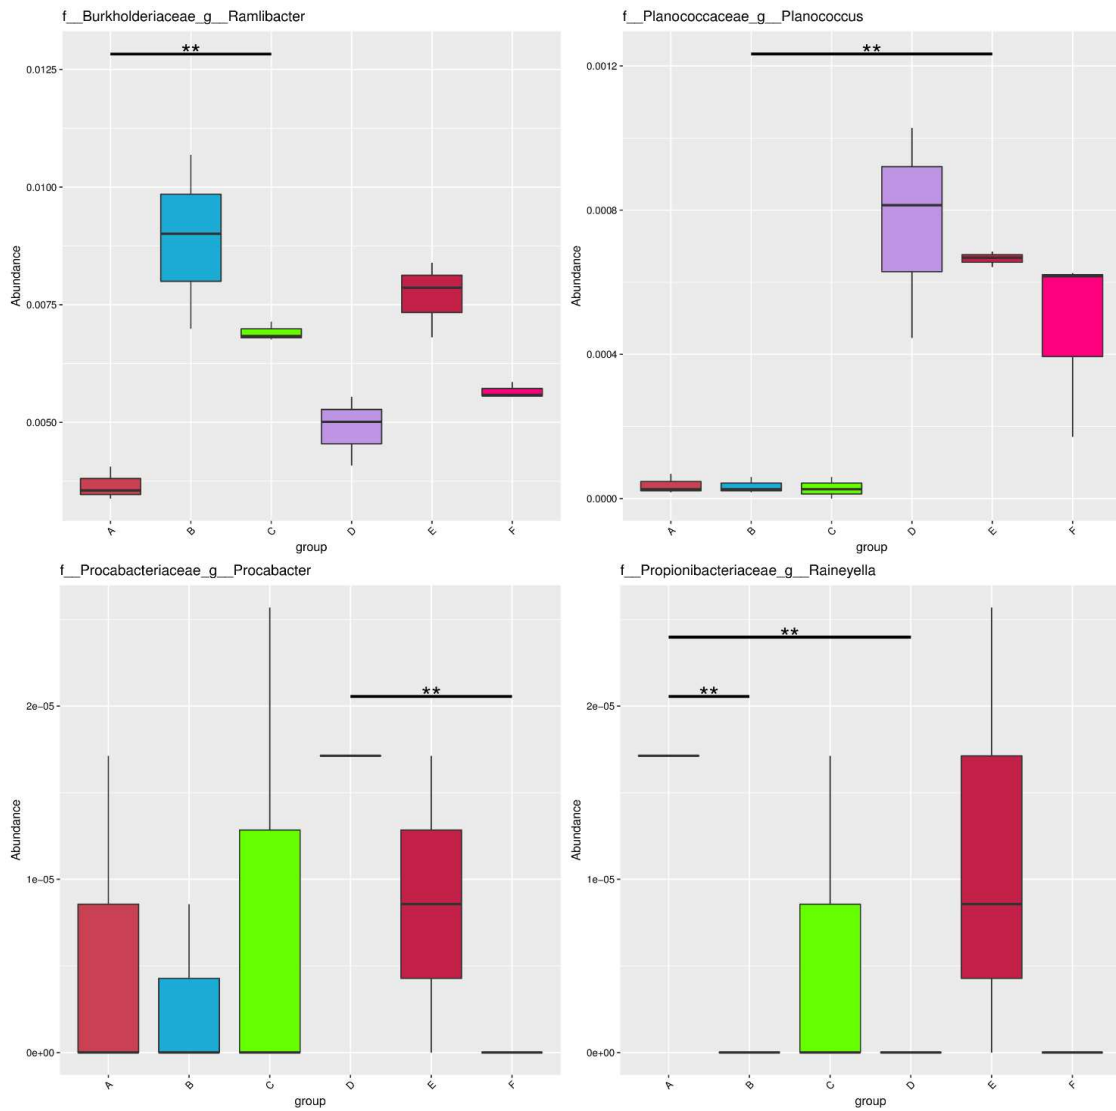 f__Burkholderiaceae_g__Ramlibacter
**
0.0125
0.0100
0.0075
0.0050
Abundance
A B C D E F
group
f__Planococcaceae_g__Planococcus
**
0.0012
0.0008
0.0004
0.0000
Abundance
A B C D E F
group
f__Procabacteriaceae_g__Procabacter
**
2e−05
1e−05
0e+00
Abundance
A B C D E F
group
f__Propionibacteriaceae_g__Raineyella
**
**
2e−05
1e−05
0e+00
Abundance
A B C D E F
group